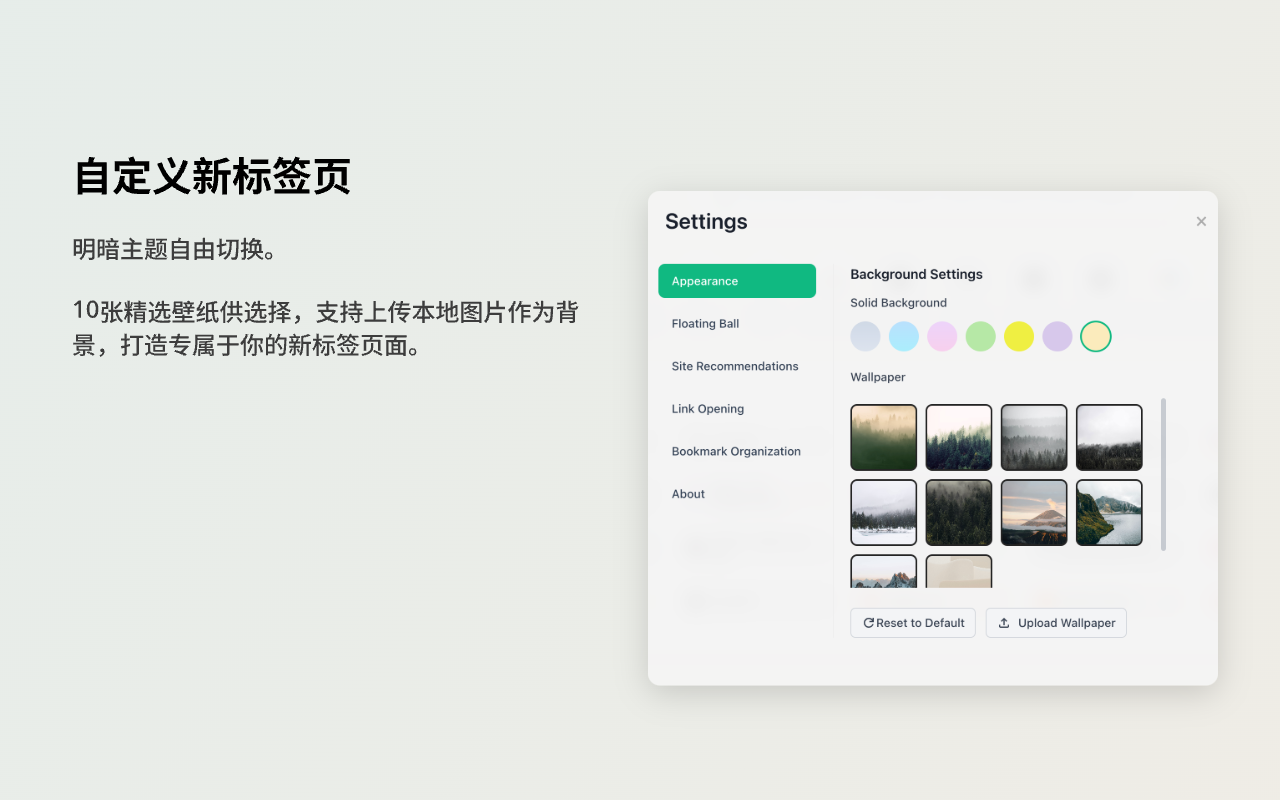 自定义新标签页
明暗主题自由切换。
10张精选壁纸供选择，支持上传本地图片作为背
景，打造专属于你的新标签页面。
Settings
Appearance
Floating Ball
Site Recommendations
Link Opening
Bookmark Organization
About
Background Settings
Solid Background
Wallpaper
Reset to Default
Upload Wallpaper